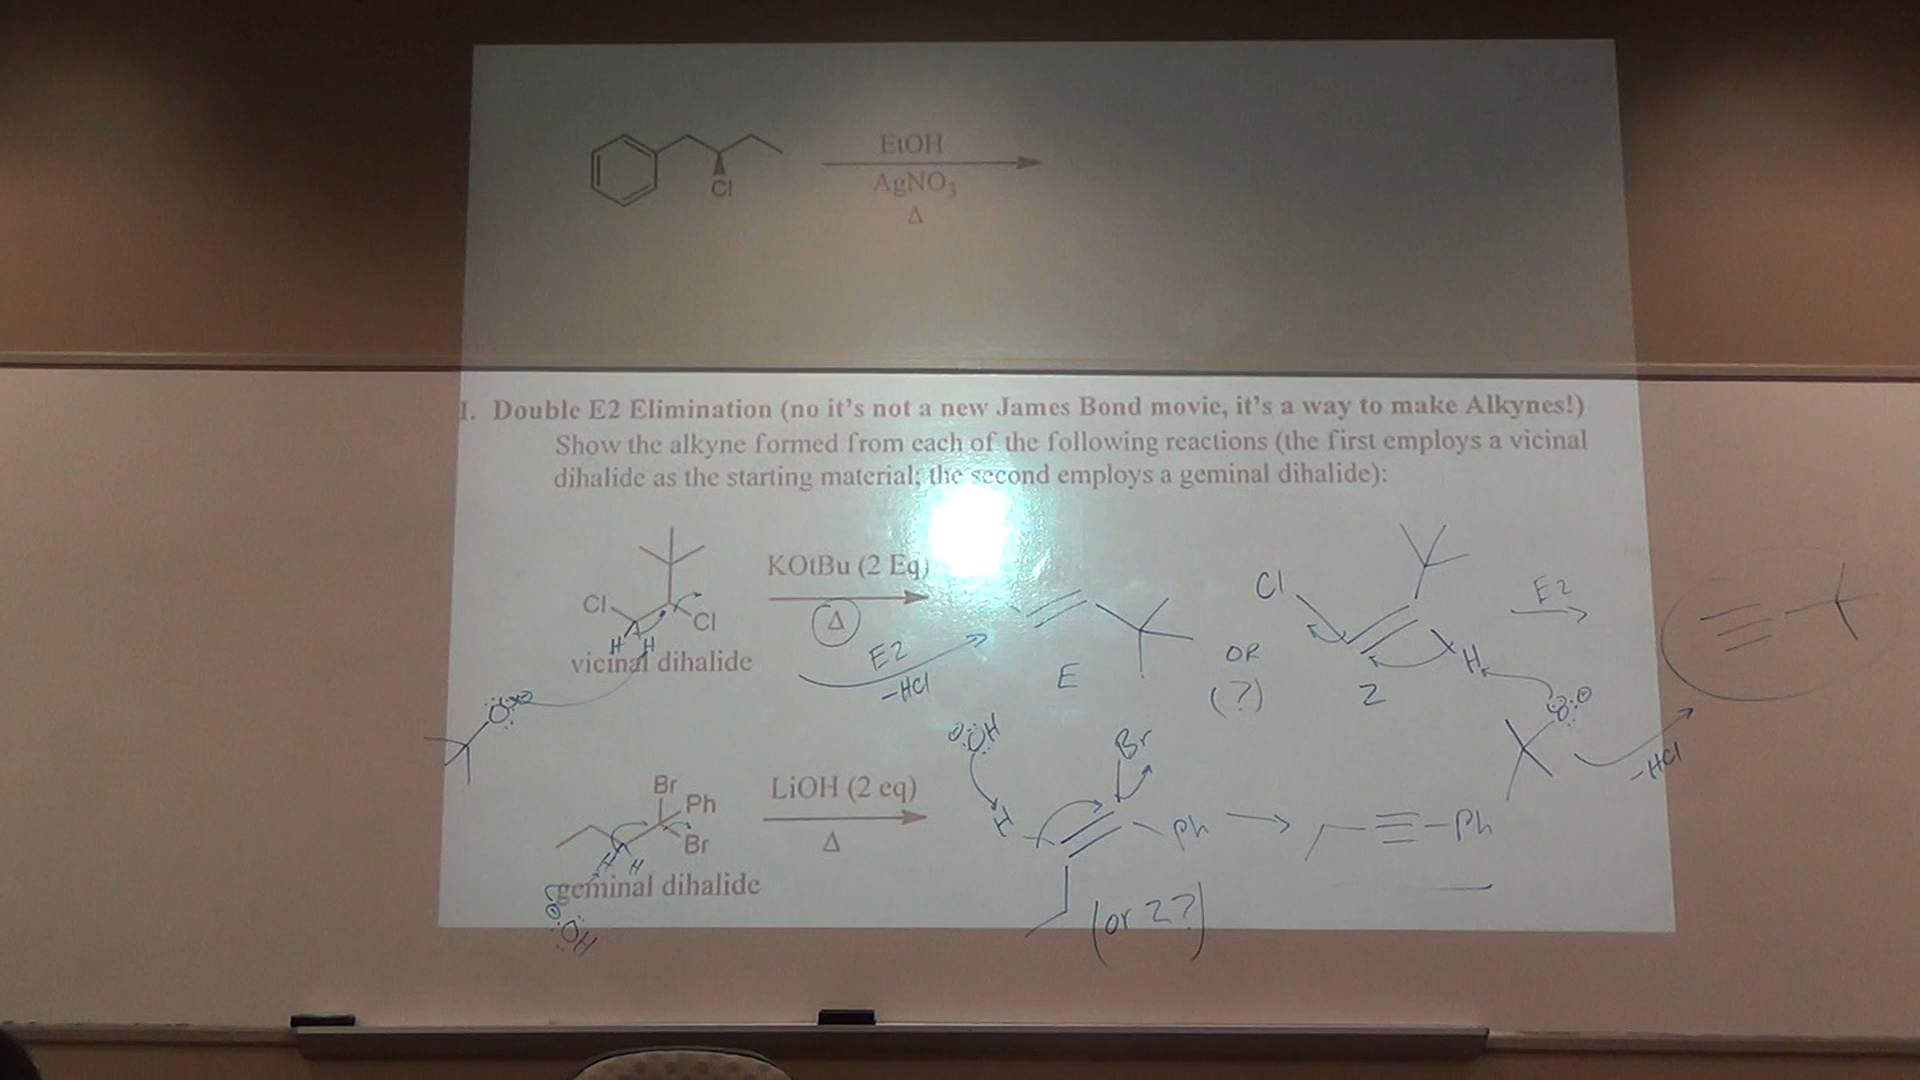 Cl
EtOH
AgNO3
Δ
I. Double E2 Elimination (no it's not a new James Bond movie, it's a way to make Alkynes!)
Show the alkyne formed from each of the following reactions (the first employs a vicinal
dihalide as the starting material; the second employs a geminal dihalide):
Cl
Cl
H H
vicinal dihalide
KOtBu (2 Eq)
Δ
E2
-HCl
E
OR
(?)
Cl
H
Z
E2
-HCl
O
O
Br
Ph
Br
H H
geminal dihalide
OH
LiOH (2 eq)
Δ
OH
H
Br
Ph
(or Z?)
Ph